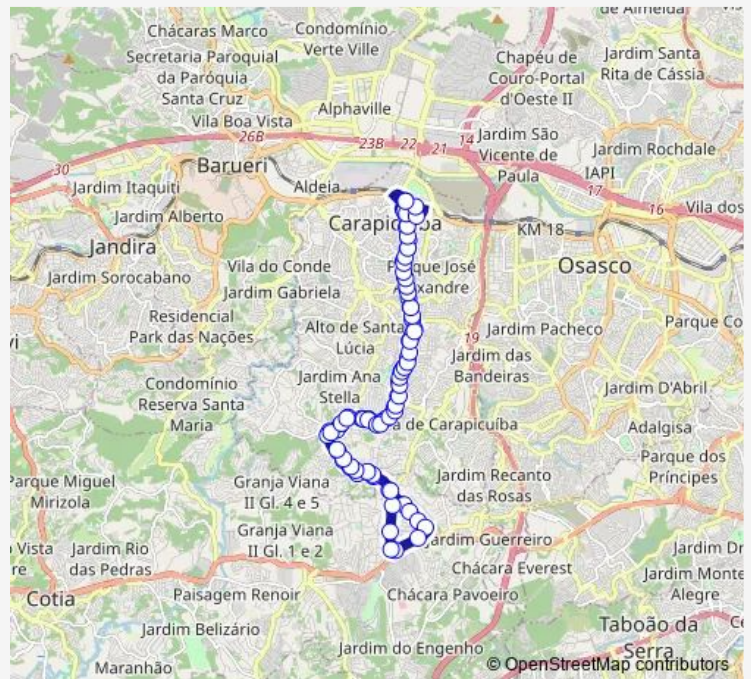 de Almeida
Chácaras Marco
Condomínio
Verte Ville
Secretaria Paroquial
da Paróquia
Santa Cruz
Chapéu de
Couro-Portal
d'Oeste II
Jardim Santa
Rita de Cássia
Alphaville
Vila Boa Vista
26B
23B
22
21
14
Jardim São
Vicente de
Paula
Jardim Rochdale
Barueri
30
IAPI
17
16
Jardim Itaquiti
Aldeia
Vila dos
Jardim Alberto
KM 18
Jandira
Vila do Conde
Osasco
Jardim Sorocabano
Jardim Gabriela
Residencial
Park das Nações
Alto de Santa
Lúcia
Jardim Pacheco
Parque Co
19
vi
Jardim das
Bandeiras
Condomínio
Reserva Santa
Maria
Jardim Ana
Stella
Jardim D'Abril
a de Carapicuíba
Adalgisa
Parque dos
Príncipes
Parque Miguel
Mirizola
Granja Viana
II Gl. 4 e 5
Jardim Recanto
das Rosas
Granja Viana
II Gl. 1 e 2
Vista
re
Jardim Rio
das Pedras
Jardim Guerreiro
Jardim Dr
Chácara Everest
Jardim Monte
Alegre
Cotia
Paisagem Renoir
Chácara Pavoeiro
Jardim Belizário
Taboão da
Serra
Jardim do Engenho
Maranhão
© OpenStreetMap contributors